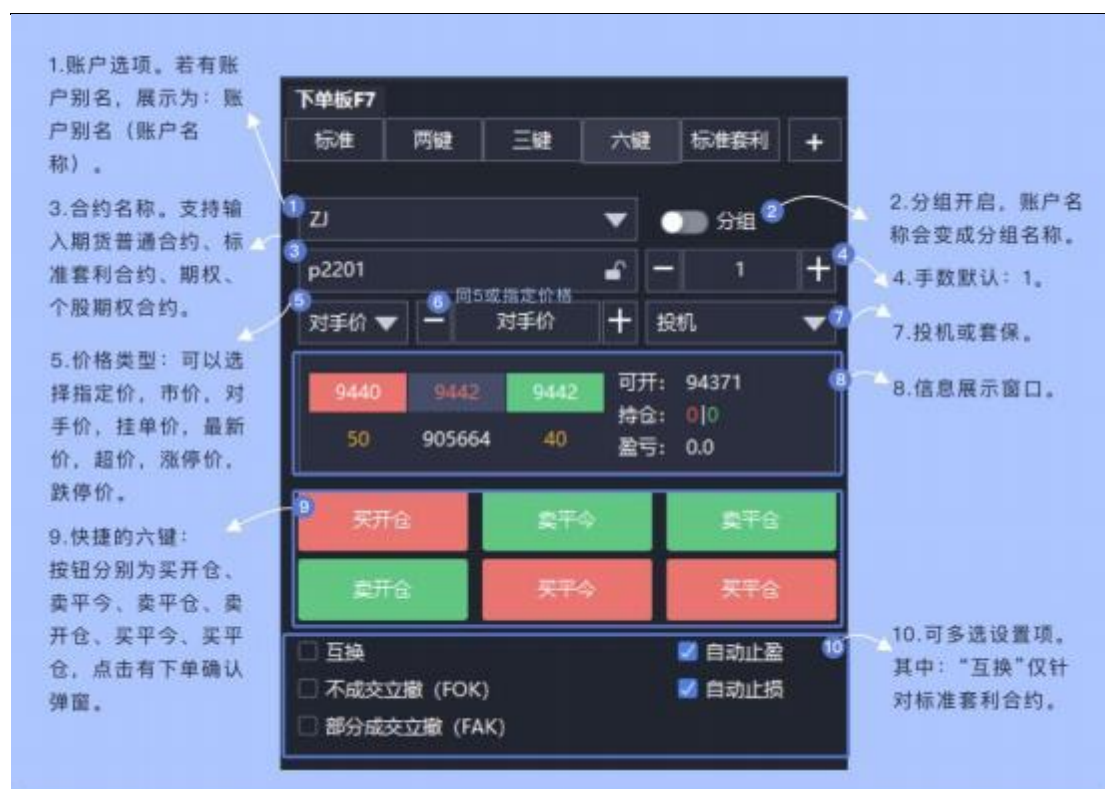 1.账户选项。若有账
户别名，展示为：账
户别名（账户名
称）。
3.合约名称。支持输
入期货普通合约、标
准套利合约、期权、
个股期权合约。
5.价格类型：可以选
择指定价，市价，对
手价，挂单价，最新
价，超价，涨停价，
跌停价。
9.快捷的六键：
按钮分别为买开仓、
卖平今、卖平仓、卖
开仓、买平今、买平
仓，点击有下单确认
弹窗。
下单板F7
标准 两键 三键 六键 标准套利 +
1 ZJ 分组 2
3 p2201 − 1 + 4
同5或指定价格
5 对手价 6 − 对手价 + 投机 7
9440 9442 9442 可开： 94371 8
持仓： 0|0
50 905664 40 盈亏： 0.0
9 买开仓 卖平今 卖平仓
卖开仓 买平今 买平仓
互换 自动止盈 10
不成交立撤（FOK） 自动止损
部分成交立撤（FAK）
2.分组开启，账户名
称会变成分组名称。
4.手数默认：1。
7.投机或套保。
8.信息展示窗口。
10.可多选设置项。
其中：“互换”仅针
对标准套利合约。